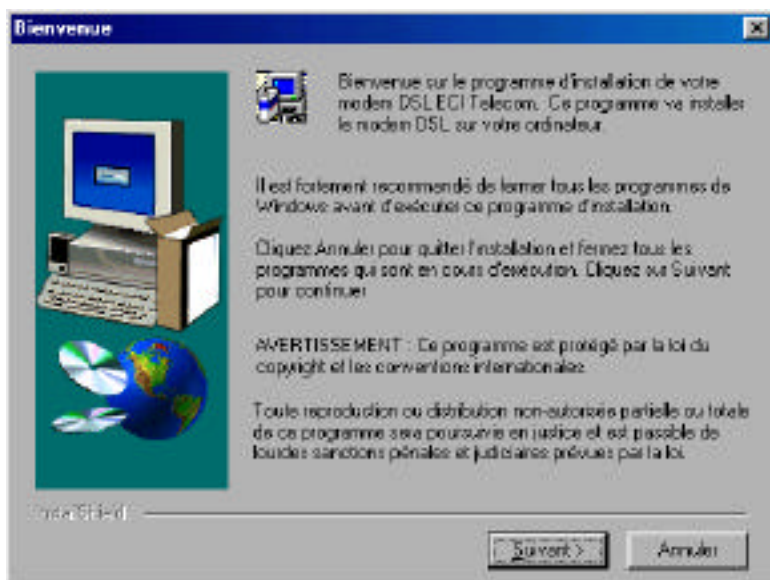 Bienvenue
Bienvenue sur le programme d'installation de votre
modem DSL ECI Telecom. Ce programme va installer
le modem DSL sur votre ordinateur.
Il est fortement recommandé de fermer tous les programmes de
Windows avant d'exécuter ce programme d'installation.
Cliquez Annuler pour quitter l'installation et fermez tous les
programmes qui sont en cours d'exécution. Cliquez sur Suivant
pour continuer
AVERTISSEMENT : Ce programme est protégé par la loi du
copyright et les conventions internationales.
Toute reproduction ou distribution non-autorisée partielle ou totale
de ce programme sera poursuivie en justice et est passible de
lourdes sanctions pénales et judiciaires prévues par la loi.
InstallShield
Suivant >
Annuler